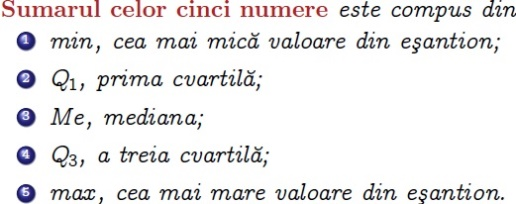 Sumarul celor cinci numere este compus din
1 min, cea mai mică valoare din eşantion;
2 Q₁, prima cvartilă;
3 Me, mediana;
4 Q₃, a treia cvartilă;
5 max, cea mai mare valoare din eşantion.